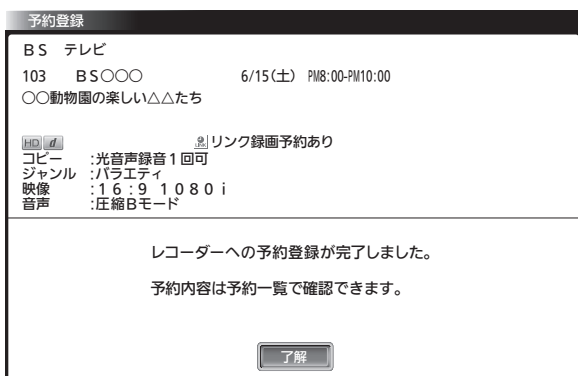 予約登録
BS テレビ
103 BS○○○ 6/15(土) PM8:00-PM10:00
○○動物園の楽しい△△たち
HD d LINK リンク録画予約あり
コピー :光音声録音1回可
ジャンル :バラエティ
映像 :16:9 1080i
音声 :圧縮Bモード
レコーダーへの予約登録が完了しました。
予約内容は予約一覧で確認できます。
了解